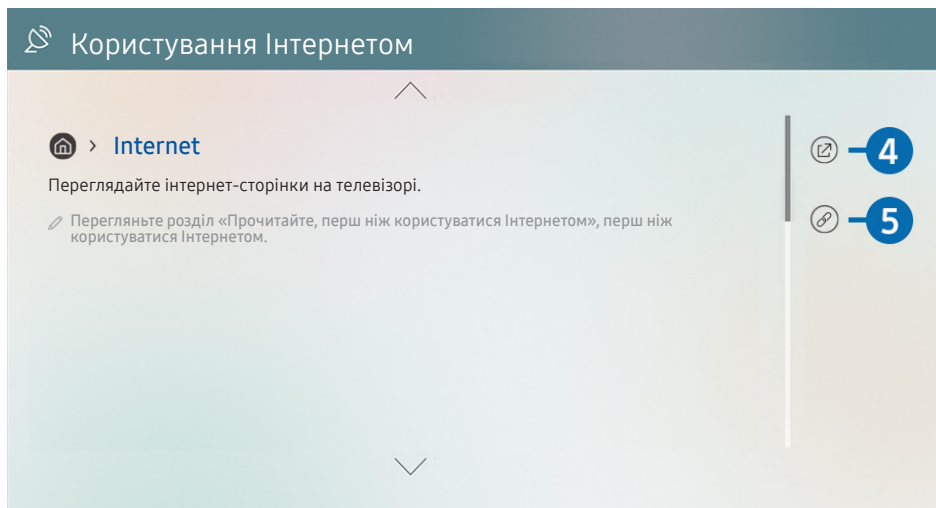 Користування Інтернетом
> Internet
4
Переглядайте інтернет-сторінки на телевізорі.
Перегляньте розділ «Прочитайте, перш ніж користуватися Інтернетом», перш ніж
користуватися Інтернетом.
5